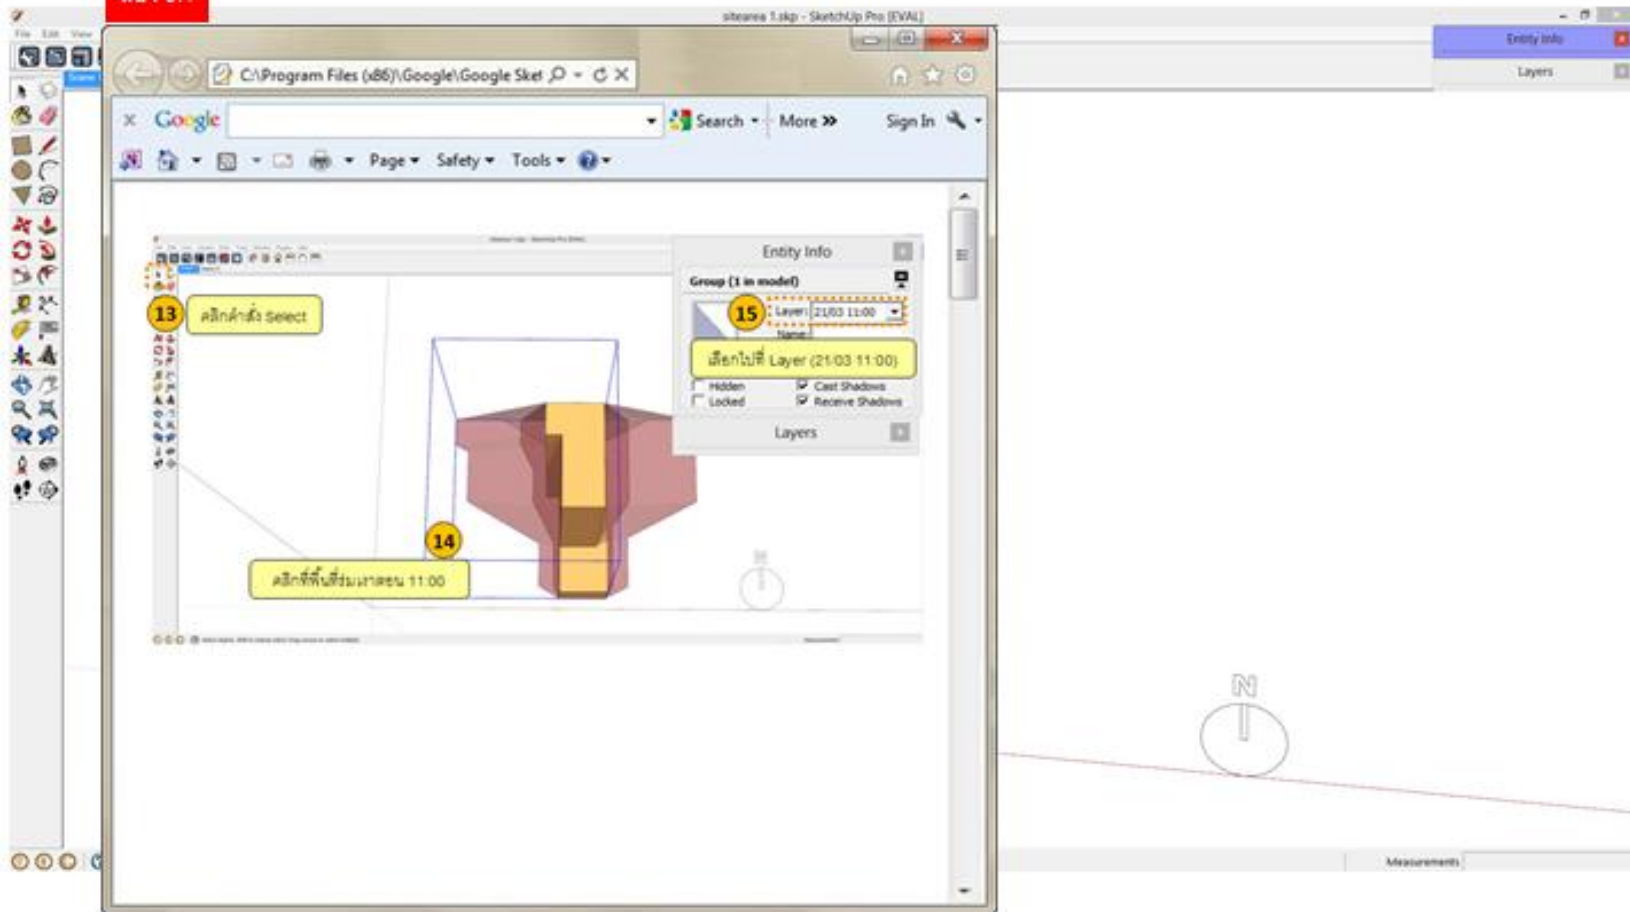 sitearea 1.skp - SketchUp Pro [EVAL]
File Edit View
Entity Info
Layers
C:\Program Files (x86)\Google\Google Sket
x Google
Search
More »
Sign In
Page
Safety
Tools
Entity Info
Group (1 in model)
13
คลิกคำสั่ง Select
15
Layer: 21/03 11:00
Name:
เลือกไปที่ Layer (21/03 11:00)
Hidden
Cast Shadows
Locked
Receive Shadows
Layers
14
คลิกที่พื้นที่ร่มเงาตอน 11:00
N
Measurements